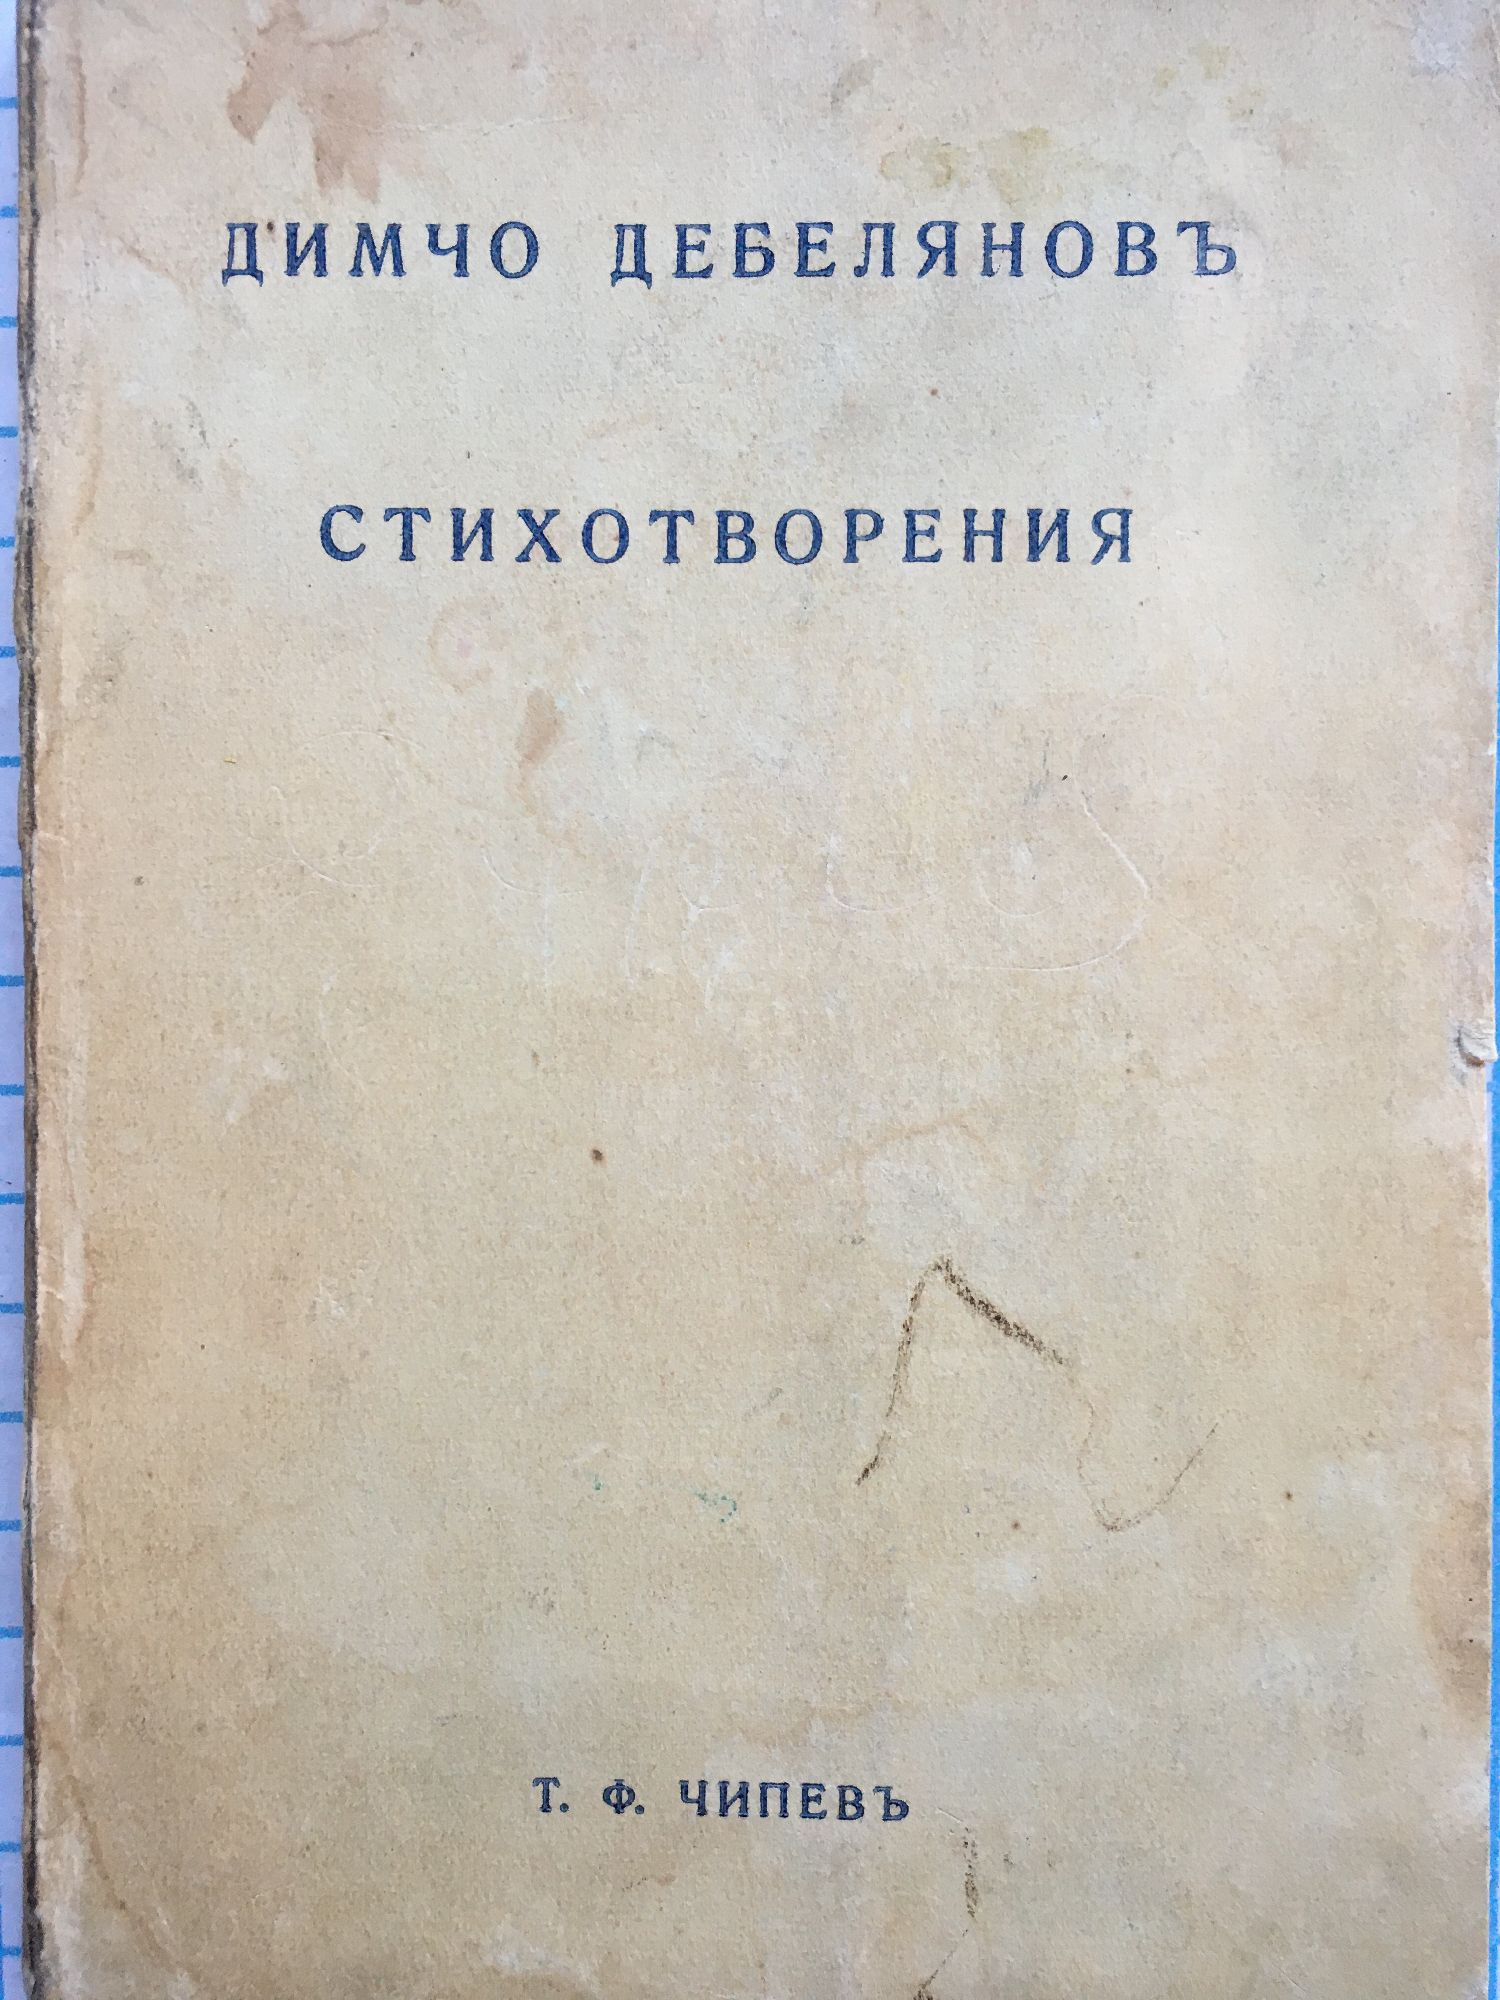 ДИМЧО ДЕБЕЛЯНОВЪ
СТИХОТВОРЕНИЯ
Т. Ф. ЧИПЕВЪ